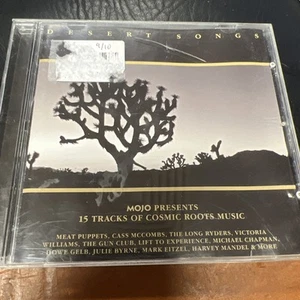 DESERT SONGS
MOJO PRESENTS
15 TRACKS OF COSMIC ROOTS MUSIC
MEAT PUPPETS, CASS MCCOMBS, THE LONG RYDERS, VICTORIA
WILLIAMS, THE GUN CLUB, LIFT TO EXPERIENCE, MICHAEL CHAPMAN,
HOWE GELB, JULIE BYRNE, MARK EITZEL, HARVEY MANDEL & MORE